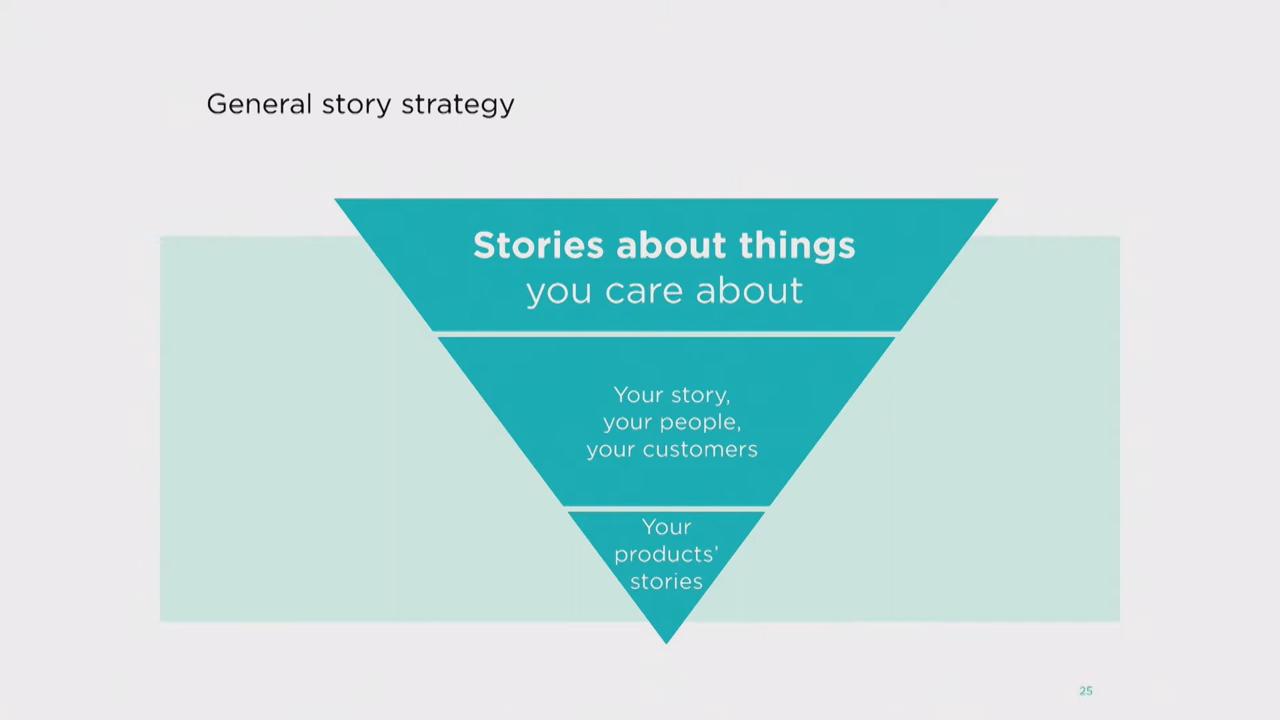 General story strategy
Stories about things
you care about
Your story,
your people,
your customers
Your
products'
stories
25